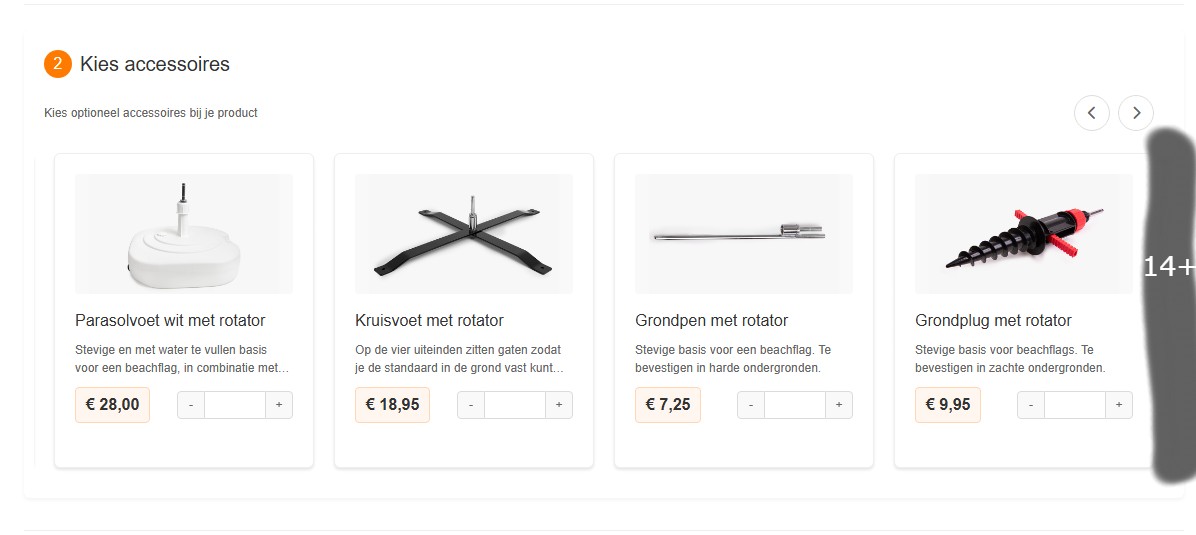 2 Kies accessoires
Kies optioneel accessoires bij je product
14+
Parasolvoet wit met rotator
Stevige en met water te vullen basis
voor een beachflag, in combinatie met...
€ 28,00
- +
Kruisvoet met rotator
Op de vier uiteinden zitten gaten zodat
je de standaard in de grond vast kunt...
€ 18,95
- +
Grondpen met rotator
Stevige basis voor een beachflag. Te
bevestigen in harde ondergronden.
€ 7,25
- +
Grondplug met rotator
Stevige basis voor beachflags. Te
bevestigen in zachte ondergronden.
€ 9,95
- +